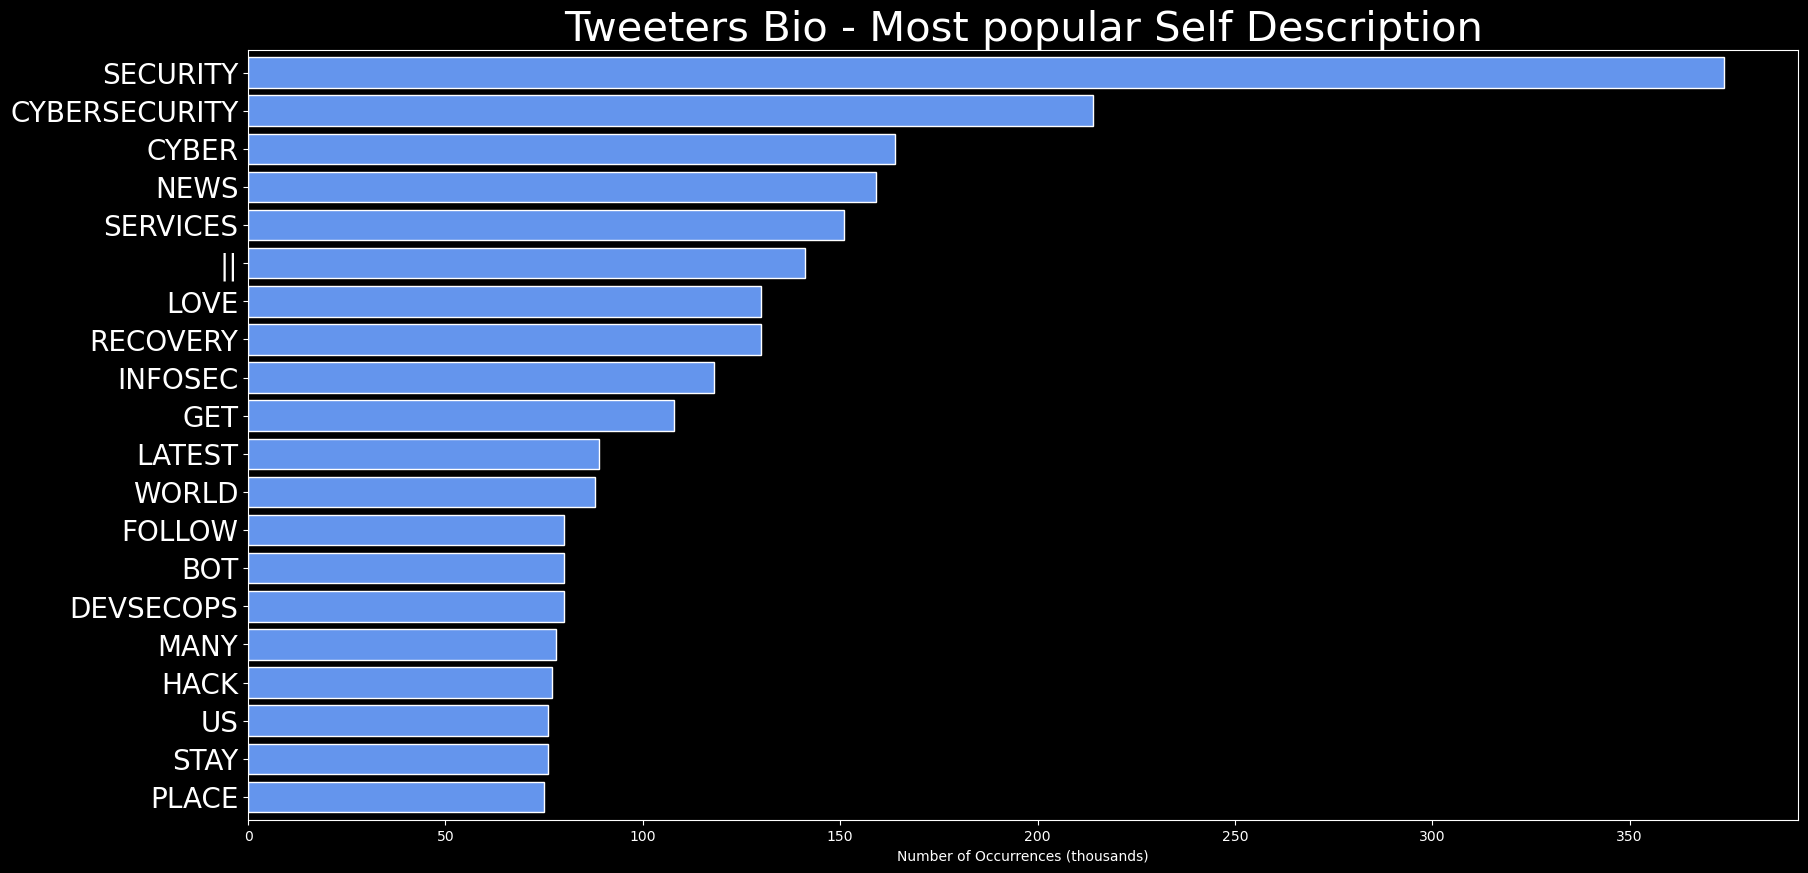 Tweeters Bio - Most popular Self Description
SECURITY
CYBERSECURITY
CYBER
NEWS
SERVICES
||
LOVE
RECOVERY
INFOSEC
GET
LATEST
WORLD
FOLLOW
BOT
DEVSECOPS
MANY
HACK
US
STAY
PLACE
0 50 100 150 200 250 300 350
Number of Occurrences (thousands)